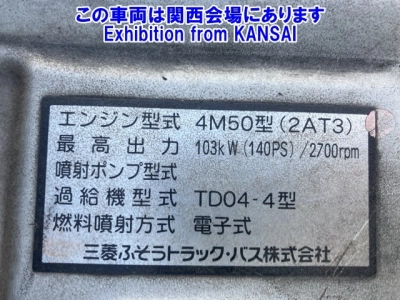 この車両は関西会場にあります
Exhibition from KANSAI
エンジン型式 4M50型(2AT3)
最高出力 103kW(140PS)/2700rpm
噴射ポンプ型式
過給機型式 TD04-4型
燃料噴射方式 電子式
三菱ふそうトラック・バス株式会社